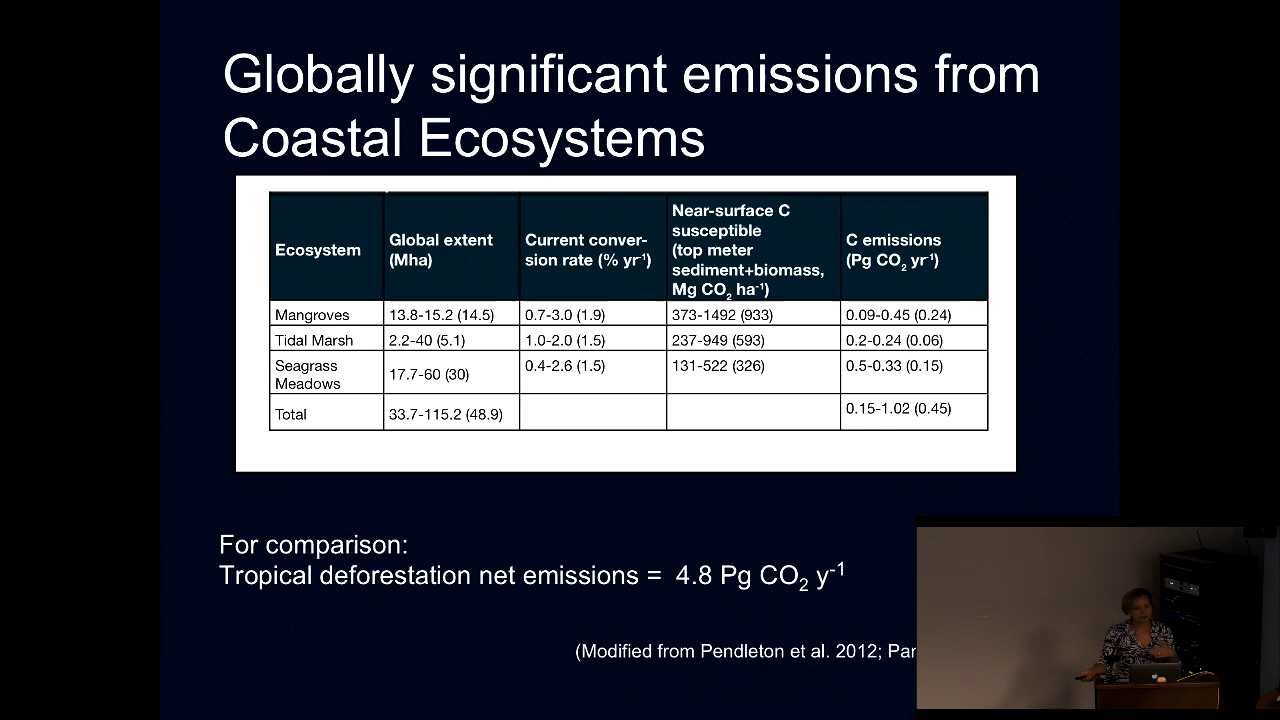 Globally significant emissions from
Coastal Ecosystems
Ecosystem
Global extent
(Mha)
Current conver-
sion rate (% yr⁻¹)
Near-surface C
susceptible
(top meter
sediment+biomass,
Mg CO₂ ha⁻¹)
C emissions
(Pg CO₂ yr⁻¹)
Mangroves 13.8-15.2 (14.5) 0.7-3.0 (1.9) 373-1492 (933) 0.09-0.45 (0.24)
Tidal Marsh 2.2-40 (5.1) 1.0-2.0 (1.5) 237-949 (593) 0.2-0.24 (0.06)
Seagrass
Meadows 17.7-60 (30) 0.4-2.6 (1.5) 131-522 (326) 0.5-0.33 (0.15)
Total 33.7-115.2 (48.9) 0.15-1.02 (0.45)
For comparison:
Tropical deforestation net emissions = 4.8 Pg CO₂ y⁻¹
(Modified from Pendleton et al. 2012; Par